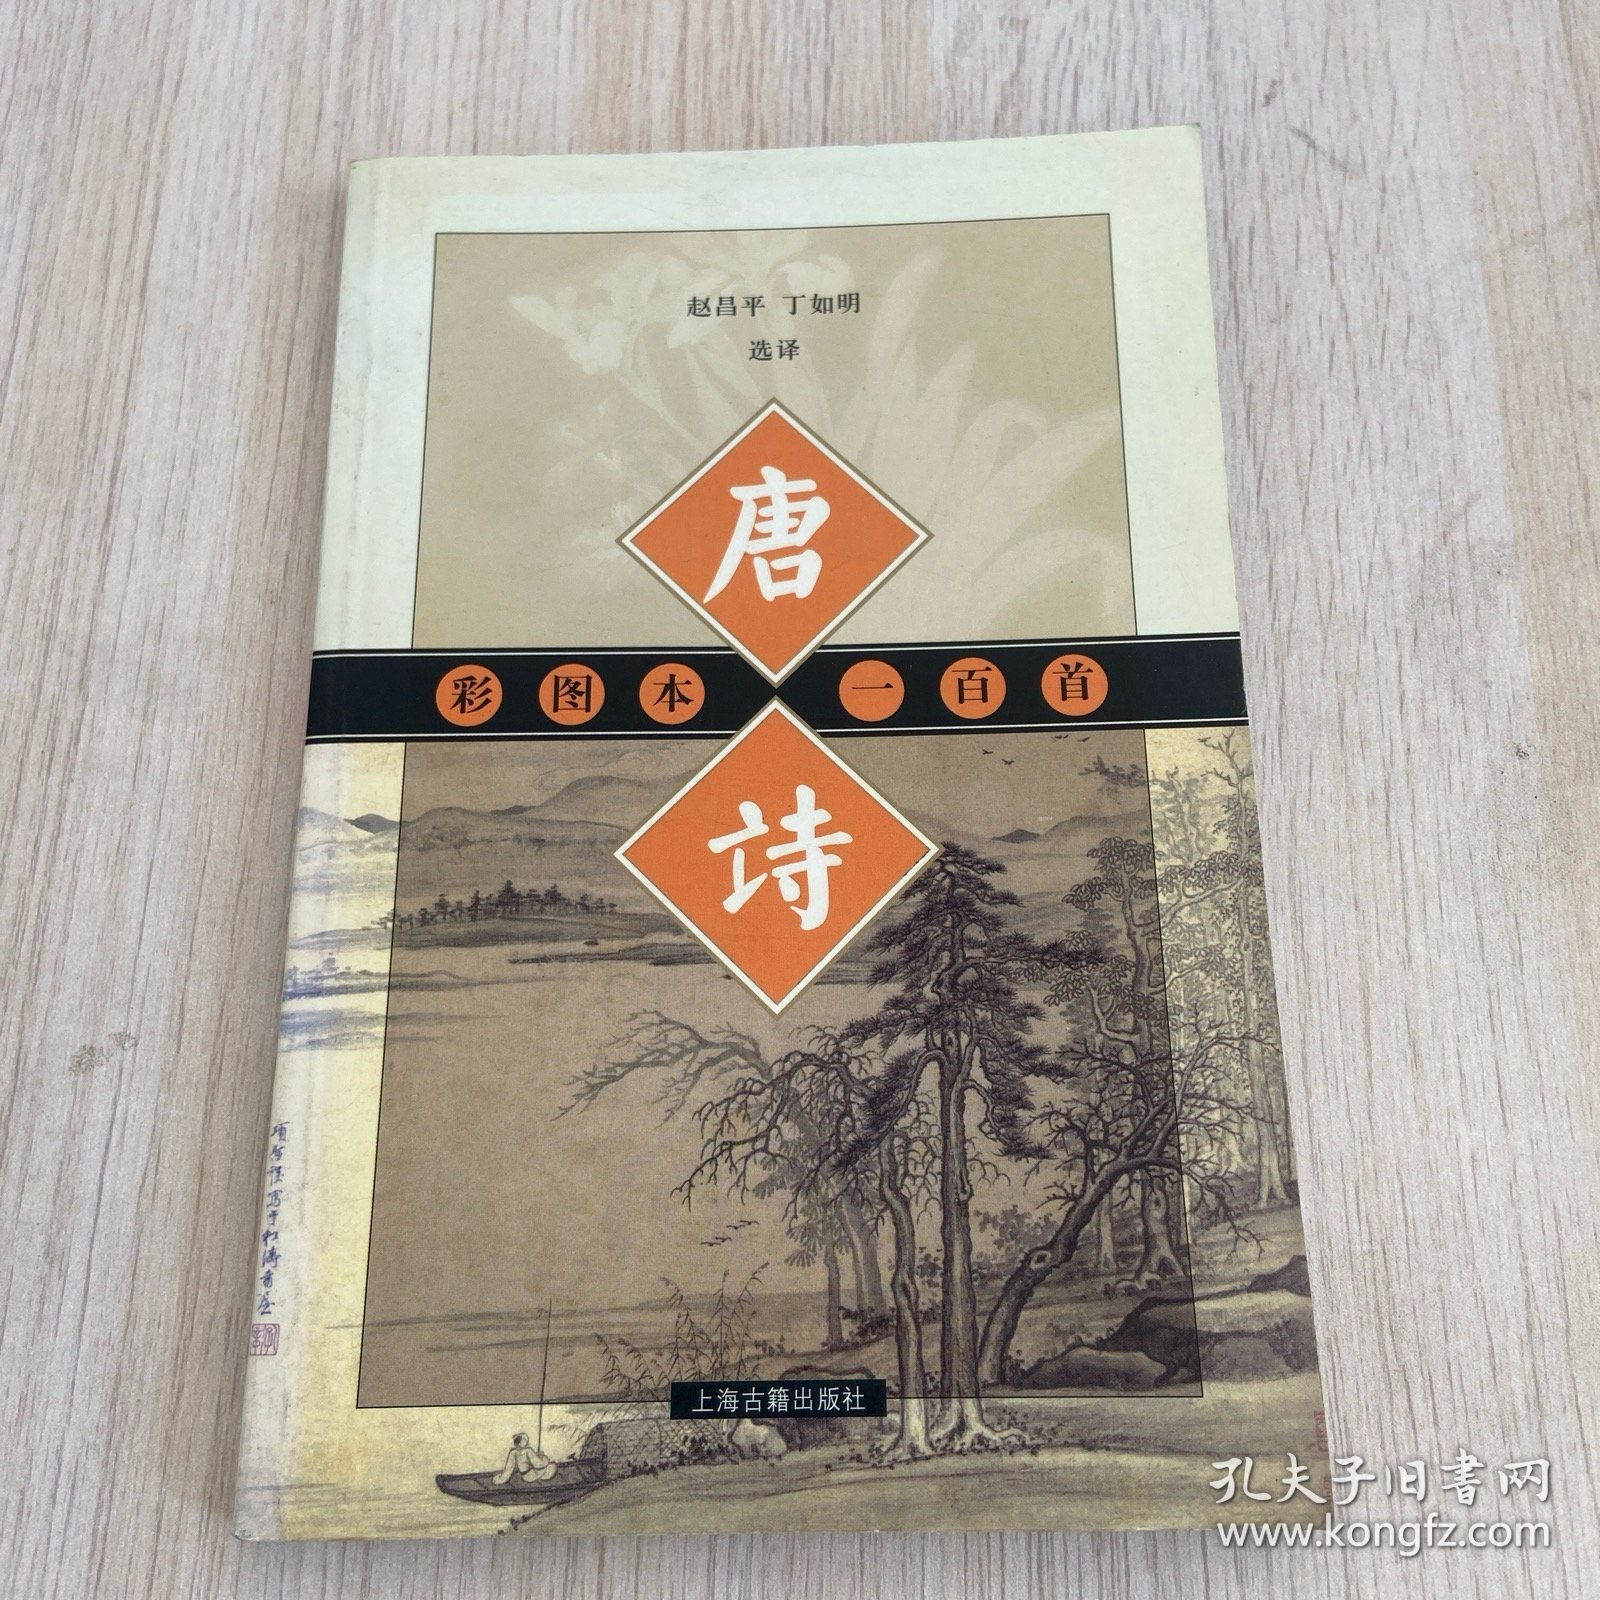 赵昌平 丁如明
选译
唐
彩图本 一百首
诗
上海古籍出版社
孔夫子旧书网
www.kongfz.com